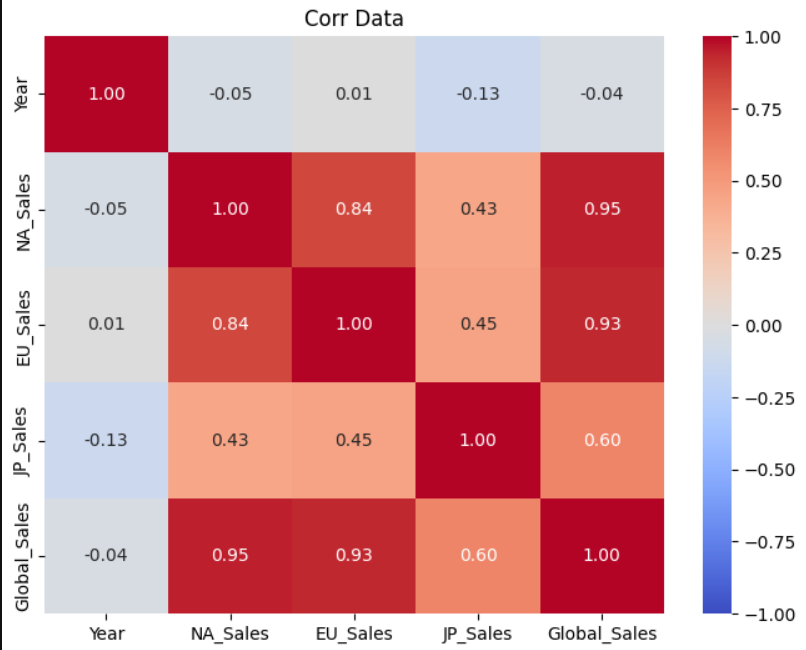 Corr Data
Year 1.00 -0.05 0.01 -0.13 -0.04
NA_Sales -0.05 1.00 0.84 0.43 0.95
EU_Sales 0.01 0.84 1.00 0.45 0.93
JP_Sales -0.13 0.43 0.45 1.00 0.60
Global_Sales -0.04 0.95 0.93 0.60 1.00
Year NA_Sales EU_Sales JP_Sales Global_Sales
1.00
0.75
0.50
0.25
0.00
−0.25
−0.50
−0.75
−1.00